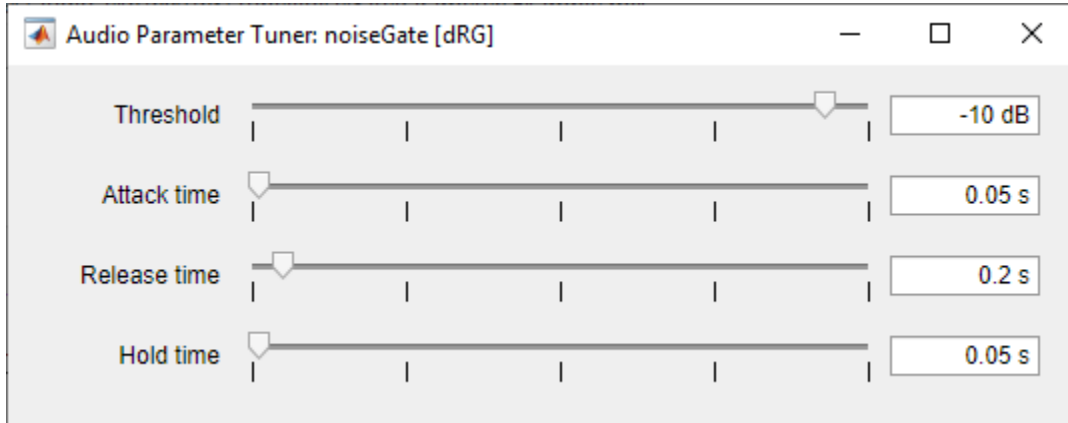 Audio Parameter Tuner: noiseGate [dRG]
Threshold -10 dB
Attack time 0.05 s
Release time 0.2 s
Hold time 0.05 s